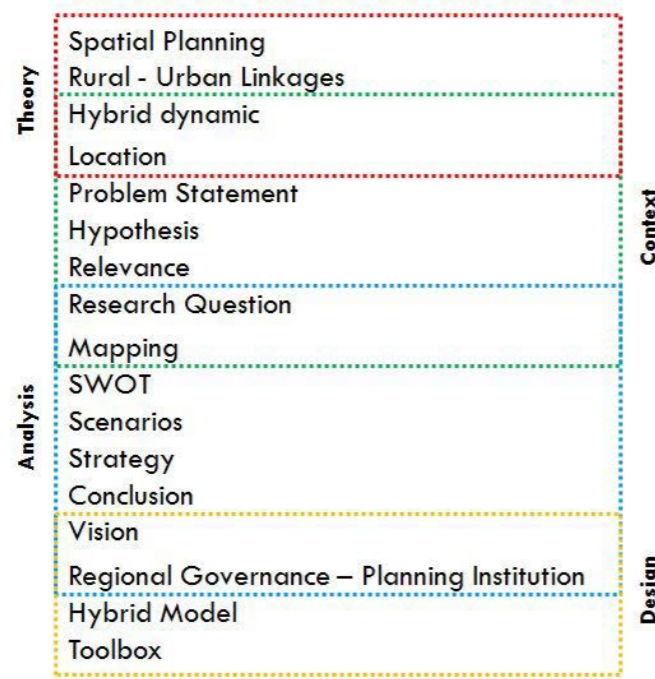 Theory
Spatial Planning
Rural - Urban Linkages
Hybrid dynamic
Location
Problem Statement
Hypothesis
Relevance
Context
Research Question
Mapping
Analysis
SWOT
Scenarios
Strategy
Conclusion
Vision
Regional Governance – Planning Institution
Design
Hybrid Model
Toolbox